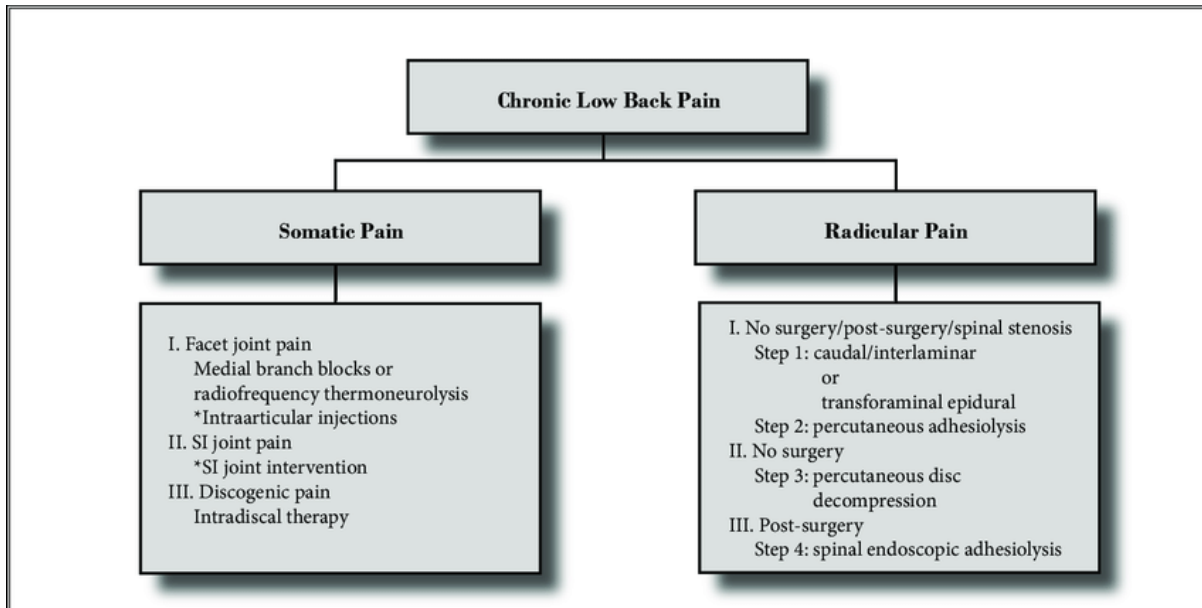 Chronic Low Back Pain
Somatic Pain
Radicular Pain
I. Facet joint pain
Medial branch blocks or
radiofrequency thermoneurolysis
*Intraarticular injections
II. SI joint pain
*SI joint intervention
III. Discogenic pain
Intradiscal therapy
I. No surgery/post-surgery/spinal stenosis
Step 1: caudal/interlaminar
or
transforaminal epidural
Step 2: percutaneous adhesiolysis
II. No surgery
Step 3: percutaneous disc
decompression
III. Post-surgery
Step 4: spinal endoscopic adhesiolysis